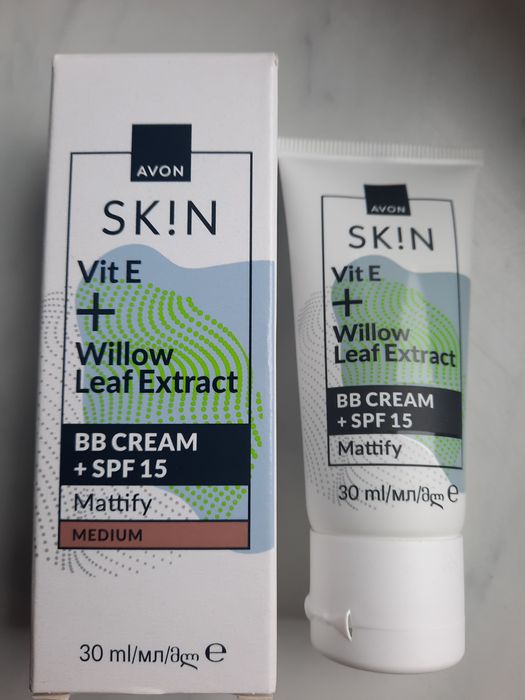 AVON
SK!N
Vit E
+
Willow
Leaf Extract
BB CREAM
+ SPF 15
Mattify
MEDIUM
30 ml/мл/მლ ℮
AVON
SK!N
Vit E
+
Willow
Leaf Extract
BB CREAM
+ SPF 15
Mattify
30 ml/мл/მლ ℮